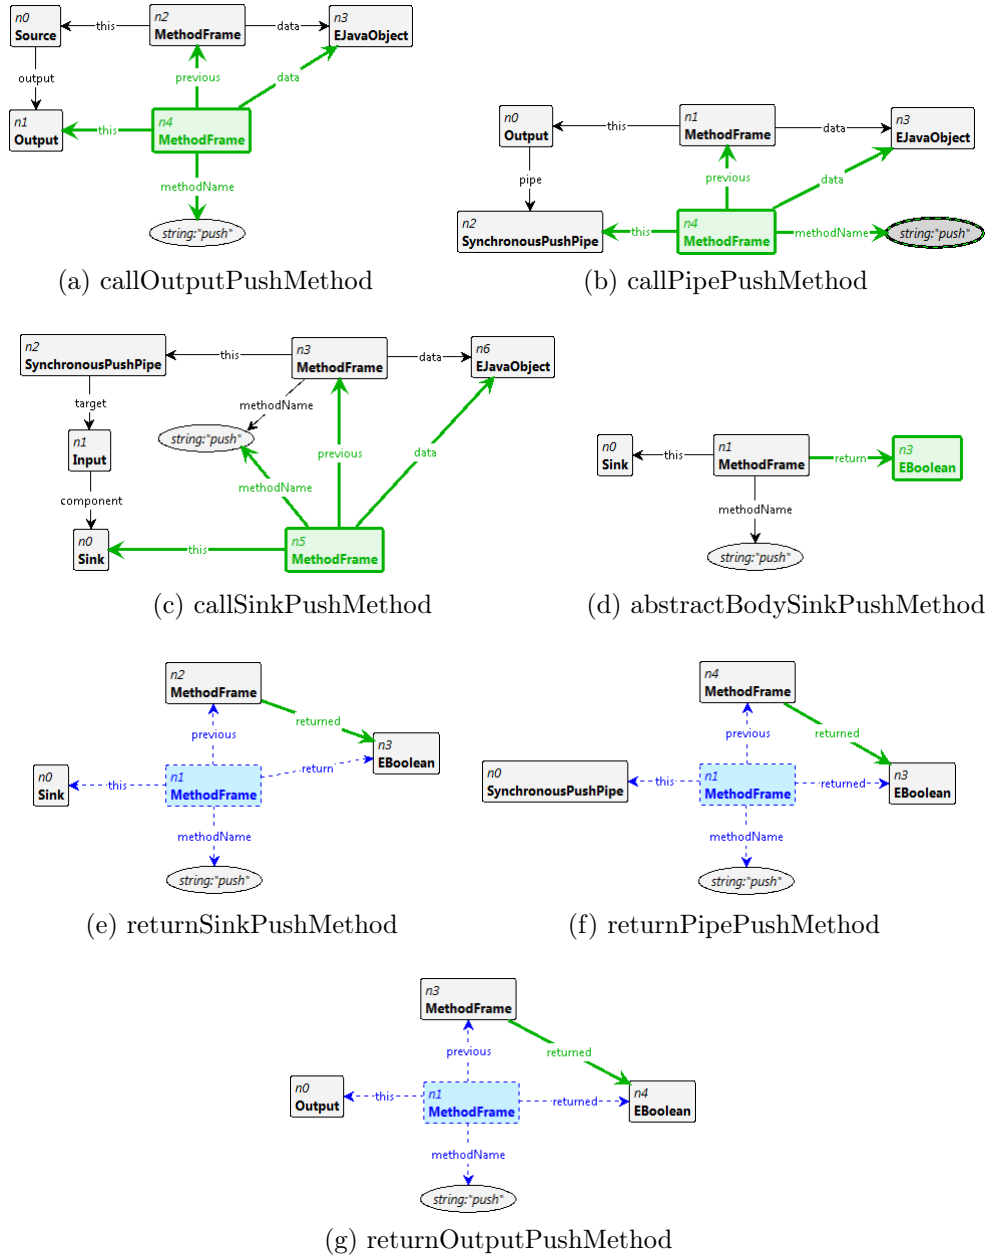 n0
Source
this
n2
MethodFrame
data
n3
EJavaObject
output
previous
data
n1
Output
this
n4
MethodFrame
methodName
string:"push"
(a) callOutputPushMethod
n0
Output
this
n1
MethodFrame
data
n3
EJavaObject
pipe
previous
data
n2
SynchronousPushPipe
this
n4
MethodFrame
methodName
string:"push"
(b) callPipePushMethod
n2
SynchronousPushPipe
this
n3
MethodFrame
data
n6
EJavaObject
target
methodName
n1
Input
string:"push"
previous
data
methodName
component
n0
Sink
this
n5
MethodFrame
(c) callSinkPushMethod
n0
Sink
this
n1
MethodFrame
return
n3
EBoolean
methodName
string:"push"
(d) abstractBodySinkPushMethod
n2
MethodFrame
returned
previous
n3
EBoolean
n0
Sink
this
n1
MethodFrame
return
methodName
string:"push"
(e) returnSinkPushMethod
n4
MethodFrame
previous
returned
n0
SynchronousPushPipe
this
n1
MethodFrame
returned
n3
EBoolean
methodName
string:"push"
(f) returnPipePushMethod
n3
MethodFrame
previous
returned
n0
Output
this
n1
MethodFrame
returned
n4
EBoolean
methodName
string:"push"
(g) returnOutputPushMethod